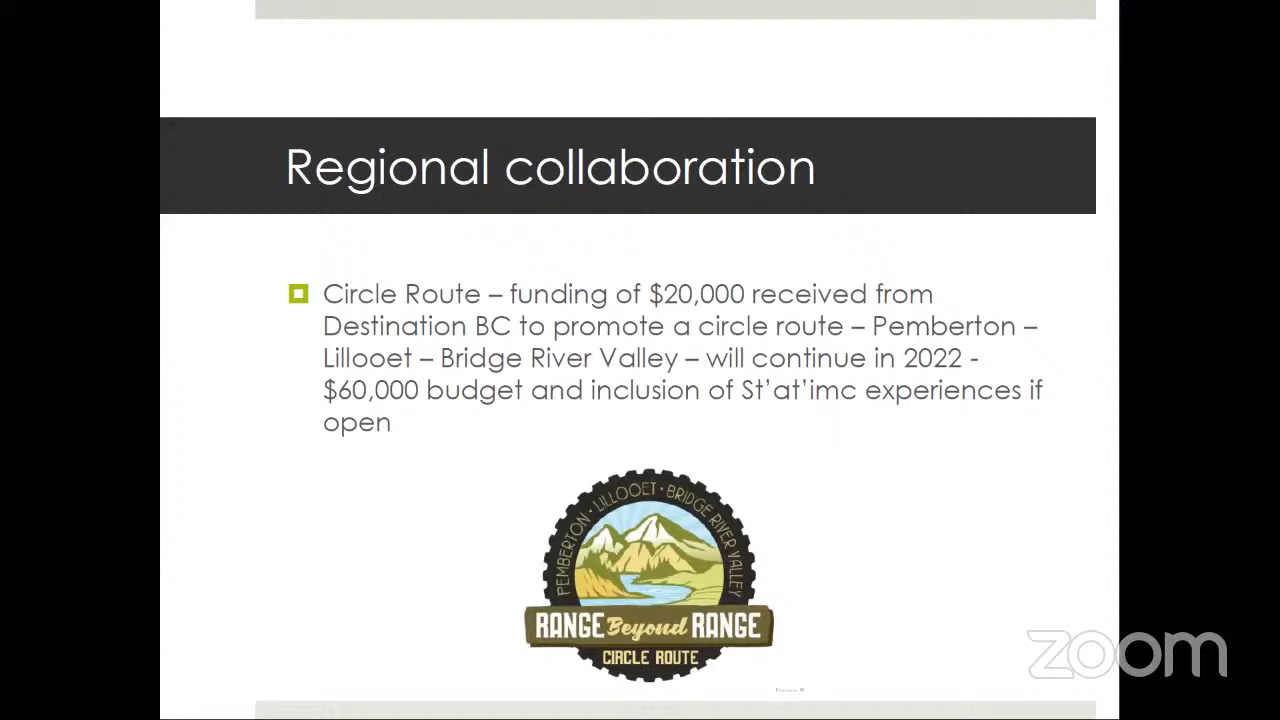 Regional collaboration
Circle Route – funding of $20,000 received from
Destination BC to promote a circle route – Pemberton –
Lillooet – Bridge River Valley – will continue in 2022 -
$60,000 budget and inclusion of St’at’imc experiences if
open
PEMBERTON • LILLOOET • BRIDGE RIVER VALLEY
RANGE Beyond RANGE
CIRCLE ROUTE
zoom